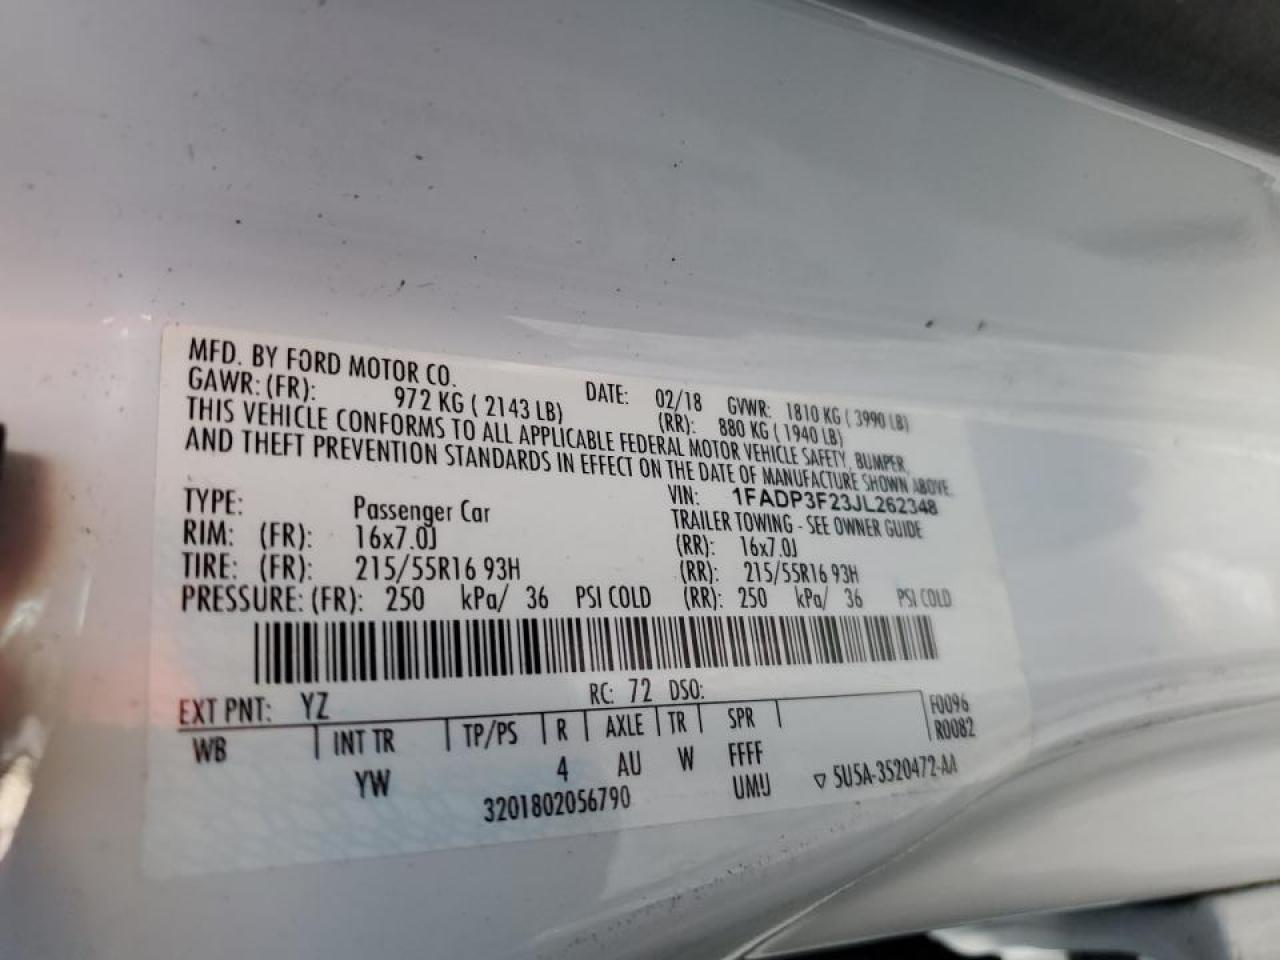 MFD. BY FORD MOTOR CO. DATE: 02/18 GVWR: 1810 KG ( 3990 LB)
GAWR: (FR): 972 KG ( 2143 LB) (RR): 880 KG ( 1940 LB)
THIS VEHICLE CONFORMS TO ALL APPLICABLE FEDERAL MOTOR VEHICLE SAFETY, BUMPER,
AND THEFT PREVENTION STANDARDS IN EFFECT ON THE DATE OF MANUFACTURE SHOWN ABOVE.
VIN: 1FADP3F23JL262348
TYPE: Passenger Car TRAILER TOWING - SEE OWNER GUIDE
RIM: (FR): 16x7.0J (RR): 16x7.0J
TIRE: (FR): 215/55R16 93H (RR): 215/55R16 93H
PRESSURE: (FR): 250 kPa/ 36 PSI COLD (RR): 250 kPa/ 36 PSI COLD
EXT PNT: YZ RC: 72 DSO: F0096
WB INT TR TP/PS R AXLE TR SPR R0082
YW 4 AU W FFFF
UMU
3201802056790 ▽ 5U5A-3520472-AA